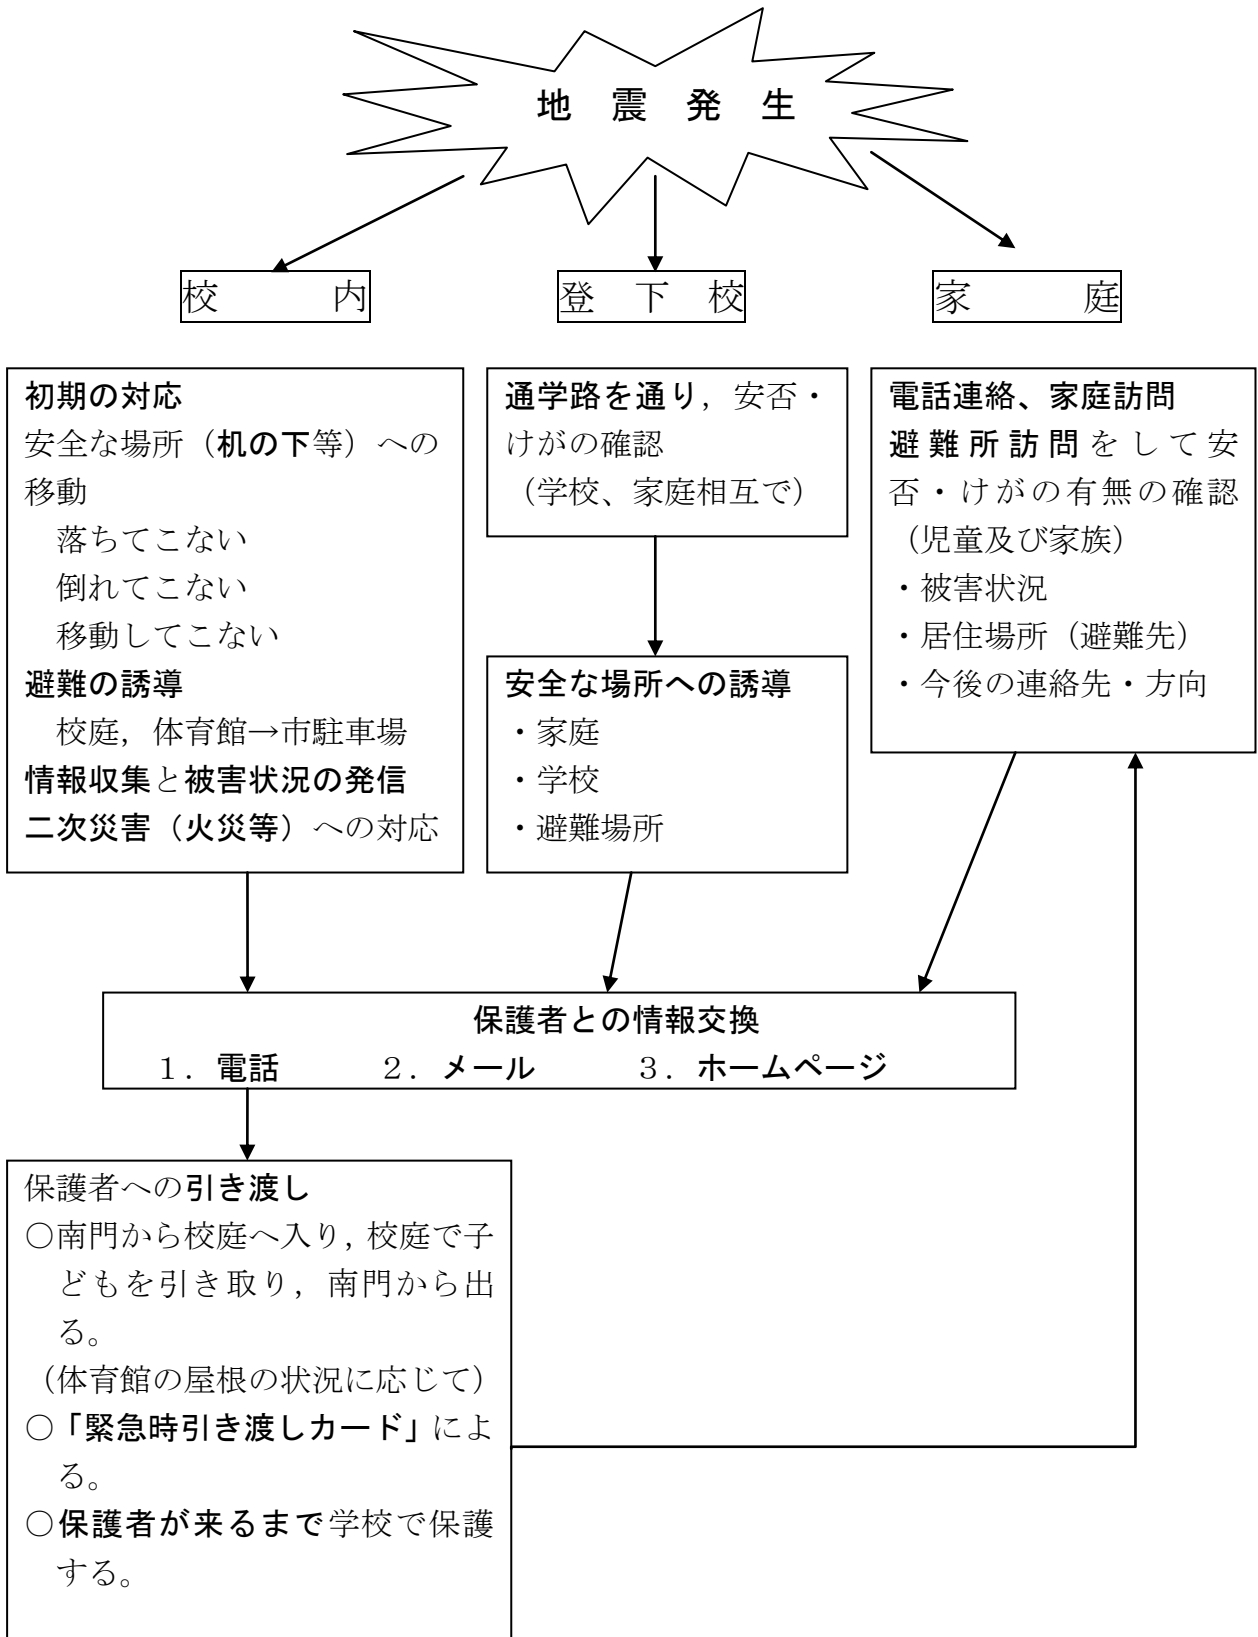 地 震 発 生
校 内
登 下 校
家 庭
初期の対応
安全な場所（机の下等）への
移動
落ちてこない
倒れてこない
移動してこない
避難の誘導
校庭，体育館→市駐車場
情報収集と被害状況の発信
二次災害（火災等）への対応
通学路を通り，安否・
けがの確認
（学校、家庭相互で）
安全な場所への誘導
・家庭
・学校
・避難場所
電話連絡、家庭訪問
避難所訪問をして安
否・けがの有無の確認
（児童及び家族）
・被害状況
・居住場所（避難先）
・今後の連絡先・方向
保護者との情報交換
１．電話 ２．メール ３．ホームページ
保護者への引き渡し
○南門から校庭へ入り，校庭で子
どもを引き取り，南門から出
る。
（体育館の屋根の状況に応じて）
○「緊急時引き渡しカード」によ
る。
○保護者が来るまで学校で保護
する。